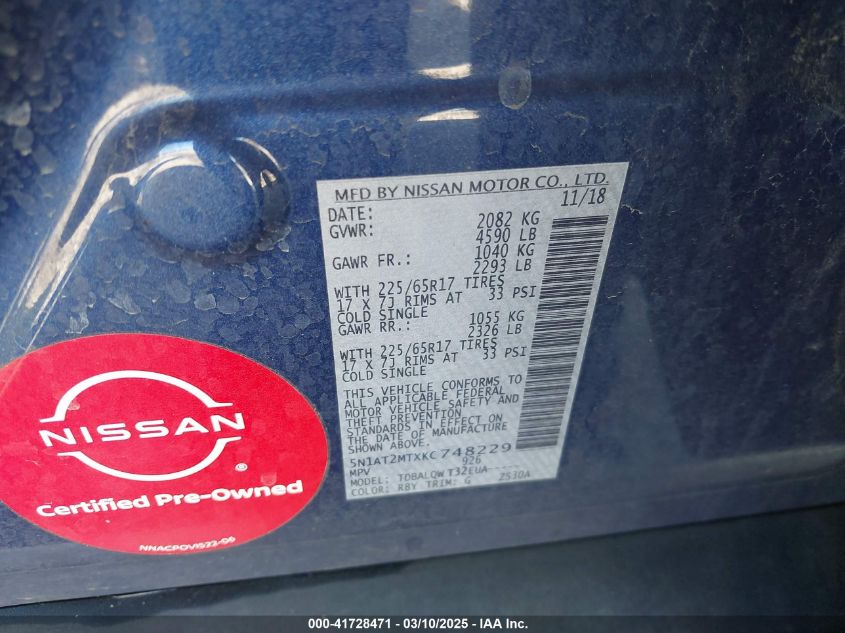 MFD BY NISSAN MOTOR CO., LTD.
DATE: 11/18
GVWR: 2082 KG
4590 LB
GAWR FR.: 1040 KG
2293 LB
WITH 225/65R17 TIRES
17 X 7J RIMS AT 33 PSI
COLD SINGLE
GAWR RR.: 1055 KG
2326 LB
WITH 225/65R17 TIRES
17 X 7J RIMS AT 33 PSI
COLD SINGLE
THIS VEHICLE CONFORMS TO
ALL APPLICABLE FEDERAL
MOTOR VEHICLE SAFETY AND
THEFT PREVENTION
STANDARDS IN EFFECT ON
THE DATE OF MANUFACTURE
SHOWN ABOVE.
5N1AT2MTXKC748229
MPV 926
MODEL: TDBALQWT32EUA
COLOR: RBY TRIM: G 2530A
NISSAN
Certified Pre-Owned
000-41728471 — 03/10/2025 — IAA Inc.